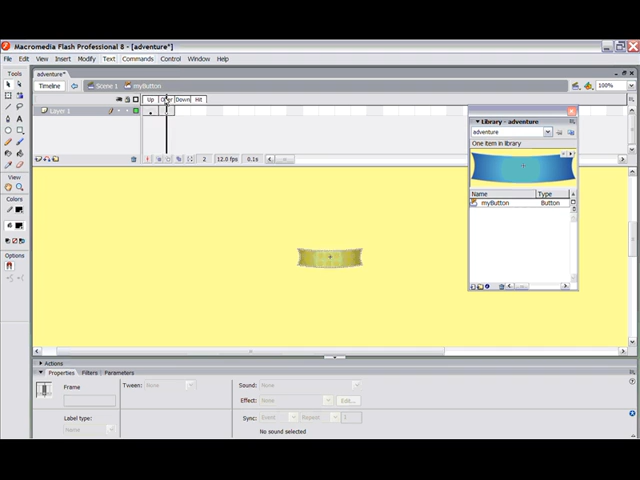 Macromedia Flash Professional 8 - [adventure*]
File Edit View Insert Modify Text Commands Control Window Help
Tools
adventure*
Timeline Scene 1 myButton 100%
View
Colors
Options
Up Over Down Hit
Layer 1
2 12.0 fps 0.1s
Library - adventure
adventure
One item in library
Name Type
myButton Button
Actions
Properties Filters Parameters
Frame
Tween: None
Sound: None
Effect: None Edit...
Label type:
Name
Sync: Event Repeat 1
No sound selected